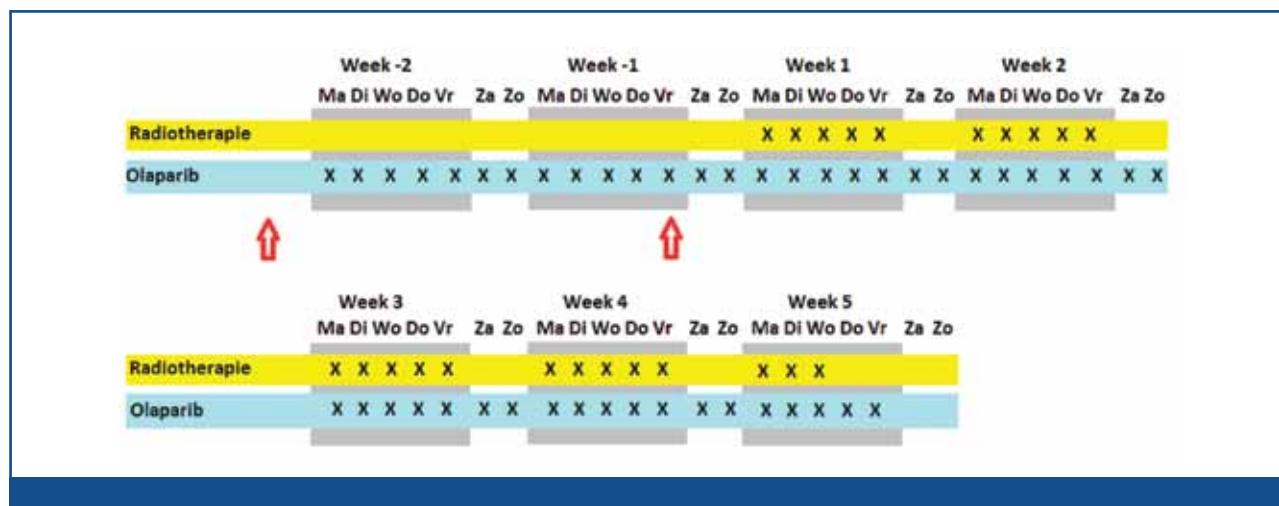 Week -2 Week -1 Week 1 Week 2
Ma Di Wo Do Vr Za Zo Ma Di Wo Do Vr Za Zo Ma Di Wo Do Vr Za Zo Ma Di Wo Do Vr Za Zo
Radiotherapie X X X X X X X X X X
Olaparib X X X X X X X X X X X X X X X X X X X X X X X X X X X X
Week 3 Week 4 Week 5
Ma Di Wo Do Vr Za Zo Ma Di Wo Do Vr Za Zo Ma Di Wo Do Vr Za Zo
Radiotherapie X X X X X X X X X X X X X
Olaparib X X X X X X X X X X X X X X X X X X X